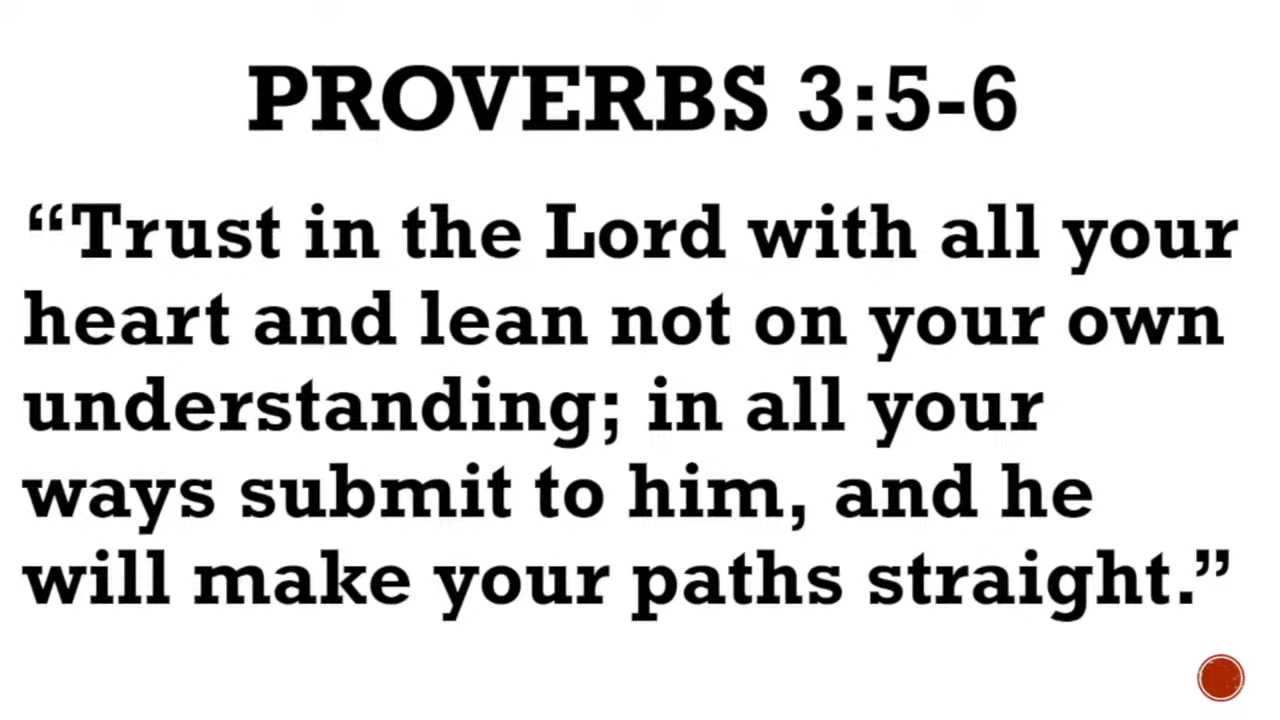 PROVERBS 3:5-6
“Trust in the Lord with all your
heart and lean not on your own
understanding; in all your
ways submit to him, and he
will make your paths straight.”